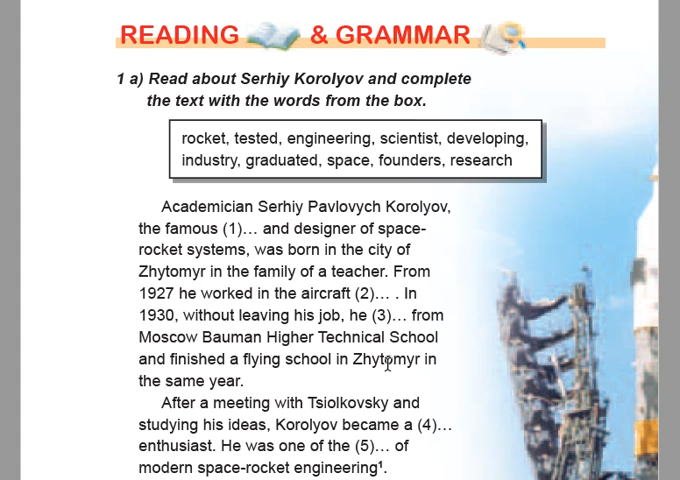 READING & GRAMMAR
1 a) Read about Serhiy Korolyov and complete
the text with the words from the box.
rocket, tested, engineering, scientist, developing,
industry, graduated, space, founders, research
Academician Serhiy Pavlovych Korolyov,
the famous (1)… and designer of space-
rocket systems, was born in the city of
Zhytomyr in the family of a teacher. From
1927 he worked in the aircraft (2)… . In
1930, without leaving his job, he (3)… from
Moscow Bauman Higher Technical School
and finished a flying school in Zhytomyr in
the same year.
After a meeting with Tsiolkovsky and
studying his ideas, Korolyov became a (4)…
enthusiast. He was one of the (5)… of
modern space-rocket engineering¹.